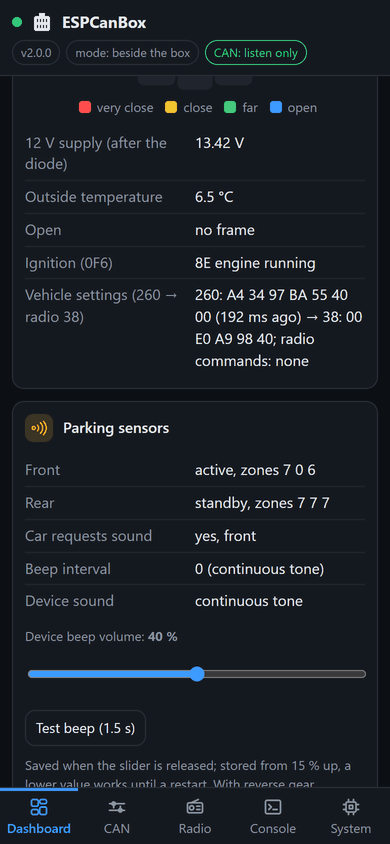 ESPCanBox
v2.0.0
mode: beside the box
CAN: listen only
very close
close
far
open
12 V supply (after the
diode)
13.42 V
Outside temperature
6.5 °C
Open
no frame
Ignition (0F6)
8E engine running
Vehicle settings (260 →
radio 38)
260: A4 34 97 BA 55 40
00 (192 ms ago) → 38: 00
E0 A9 98 40; radio
commands: none
Parking sensors
Front
active, zones 7 0 6
Rear
standby, zones 7 7 7
Car requests sound
yes, front
Beep interval
0 (continuous tone)
Device sound
continuous tone
Device beep volume: 40 %
Test beep (1.5 s)
Saved when the slider is released; stored from 15 % up, a
lower value works until a restart. With reverse gear
Dashboard
CAN
Radio
Console
System